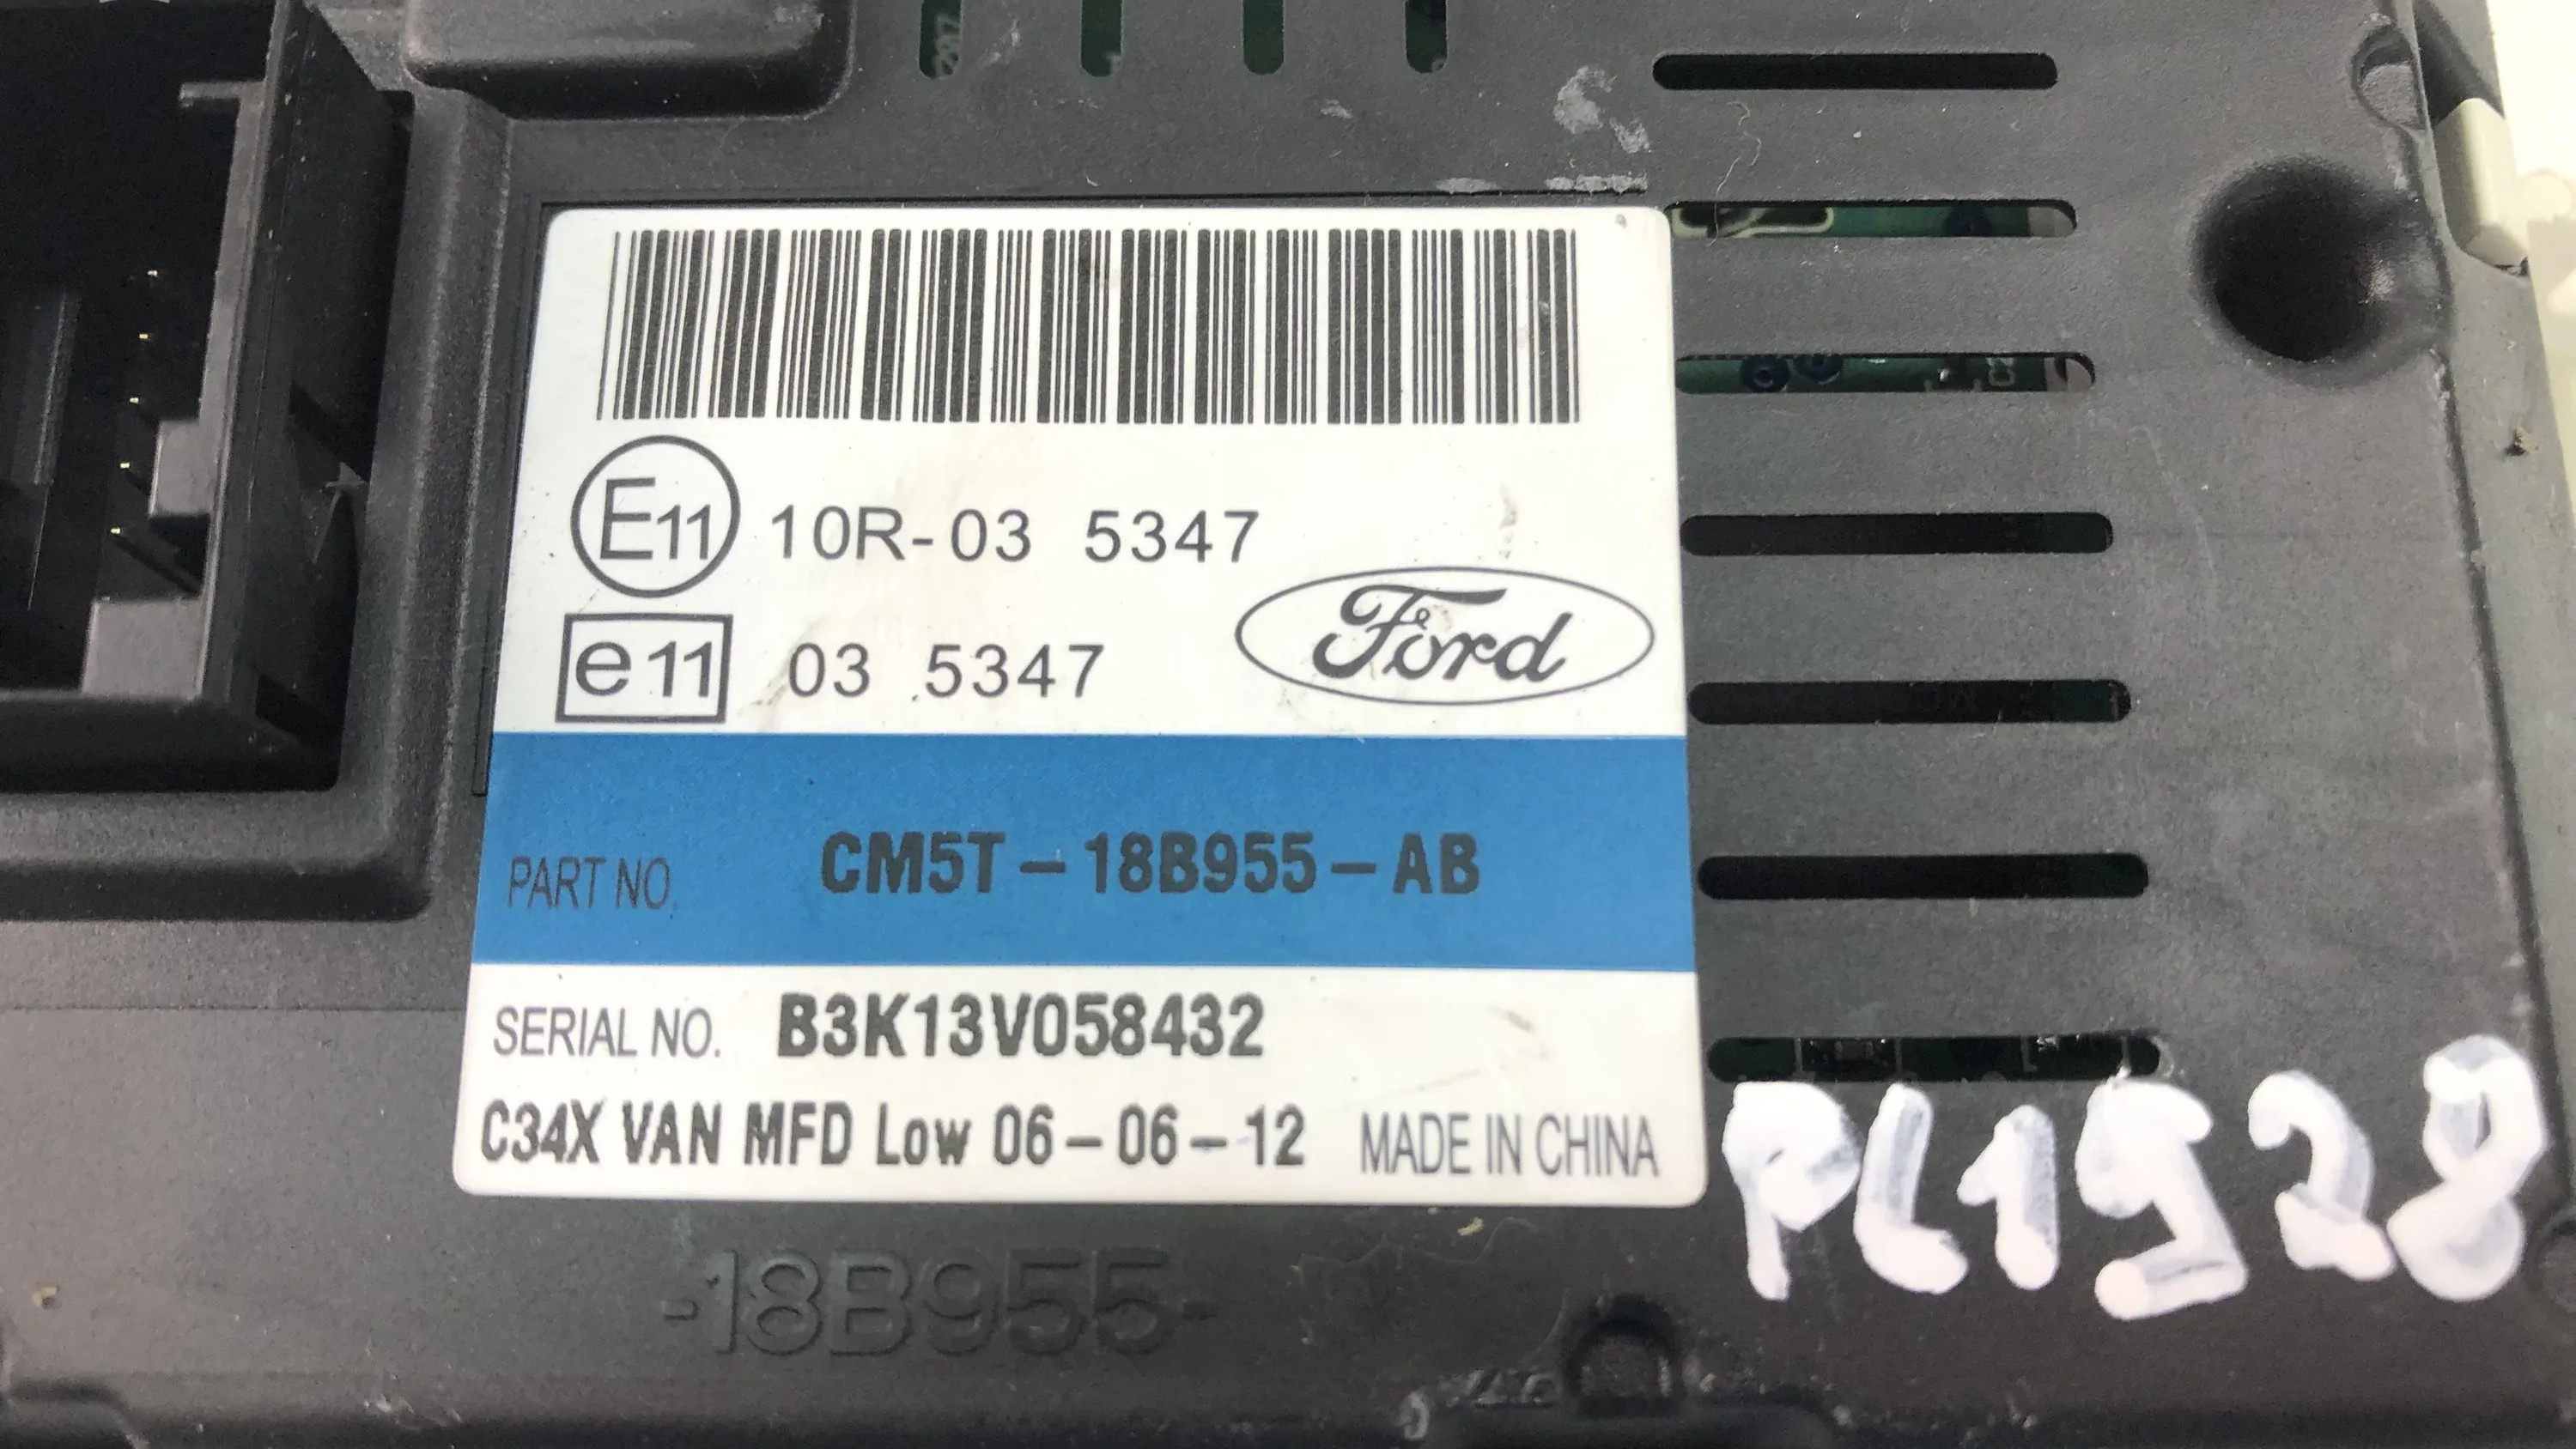 E11 10R-03 5347
e11 03 5347
Ford
PART NO. CM5T-18B955-AB
SERIAL NO. B3K13V058432
C34X VAN MFD Low 06-06-12 MADE IN CHINA
PL1928
-18B955-